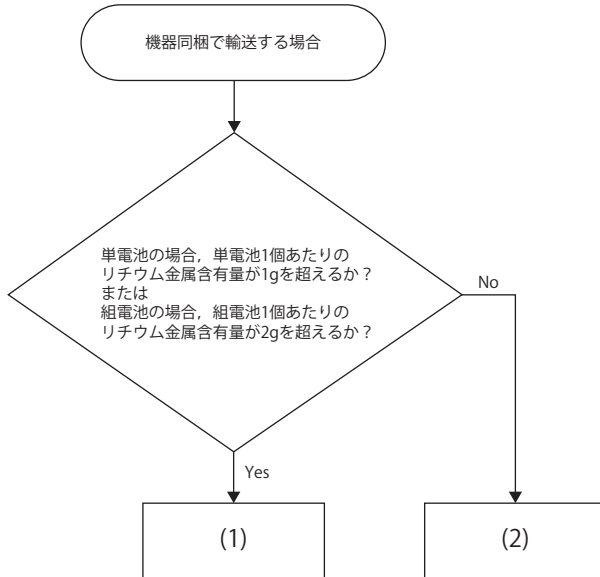 機器同梱で輸送する場合
単電池の場合，単電池1個あたりの
リチウム金属含有量が1gを超えるか？
または
組電池の場合，組電池1個あたりの
リチウム金属含有量が2gを超えるか？
No
Yes
(1)
(2)